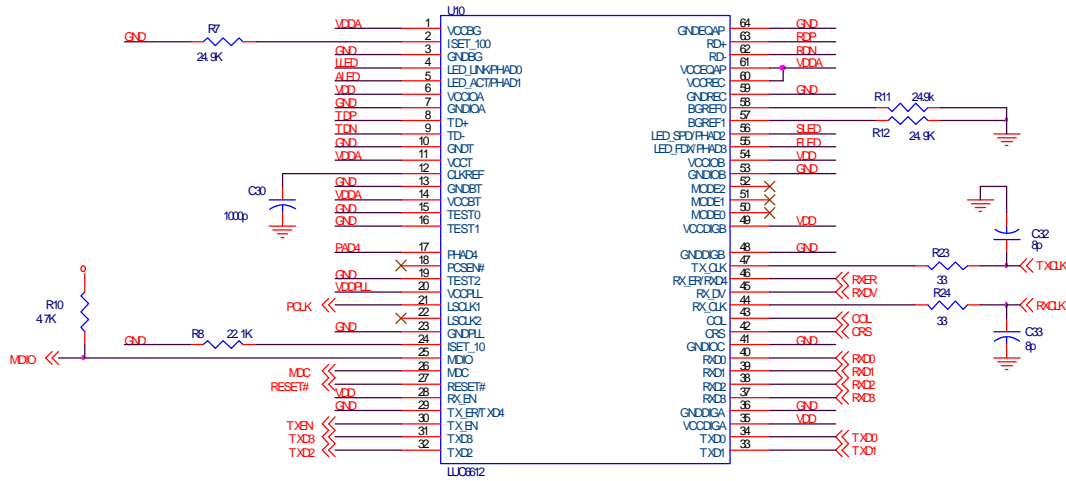 U10
VDDA 1 VCCBG GNDEQAP 64 GND
GND R7 24.9K 2 ISET_100 RD+ 63 RDP
GND 3 GNDBG RD- 62 RDN
LLED 4 LED_LINK/PHAD0 VCCEQAP 61 VDDA
ALED 5 LED_ACT/PHAD1 VCCREC 60
VDD 6 VCCIOA GNDREC 59 GND
GND 7 GNDIOA BGREF0 58 R11 24.9k
TDP 8 TD+ BGREF1 57 R12 24.9K
TDN 9 TD- LED_SPD/PHAD2 56 SLED
GND 10 GNDT LED_FDX/PHAD3 55 FLED
VDDA 11 VCCT VCCIOB 54 VDD
C30 1000p 12 CLKREF GNDIOB 53 GND
GND 13 GNDBT MODE2 52
VDDA 14 VCCBT MODE1 51
GND 15 TEST0 MODE0 50
GND 16 TEST1 VCCDIGB 49 VDD
PAD4 17 PHAD4 GNDDIGB 48 GND C32 8p
18 PCSEN# TX_CLK 47 R23 33 TXCLK
GND 19 TEST2 RX_ER/RXD4 46 RXER
VDDPLL 20 VCCPLL RX_DV 45 RXDV
PCLK 21 LSCLK1 RX_CLK 44 R24 33 RXCLK
22 LSCLK2 COL 43 COL C33 8p
GND 23 GNDPLL CRS 42 CRS
GND R8 22.1K 24 ISET_10 GNDIOC 41 GND
R10 4.7K
MDIO 25 MDIO RXD0 40 RXD0
MDC 26 MDC RXD1 39 RXD1
RESET# 27 RESET# RXD2 38 RXD2
VDD 28 RX_EN RXD3 37 RXD3
GND 29 TX_ER/TXD4 GNDDIGA 36 GND
TXEN 30 TX_EN VCCDIGA 35 VDD
TXD3 31 TXD3 TXD0 34 TXD0
TXD2 32 TXD2 TXD1 33 TXD1
LUC6612